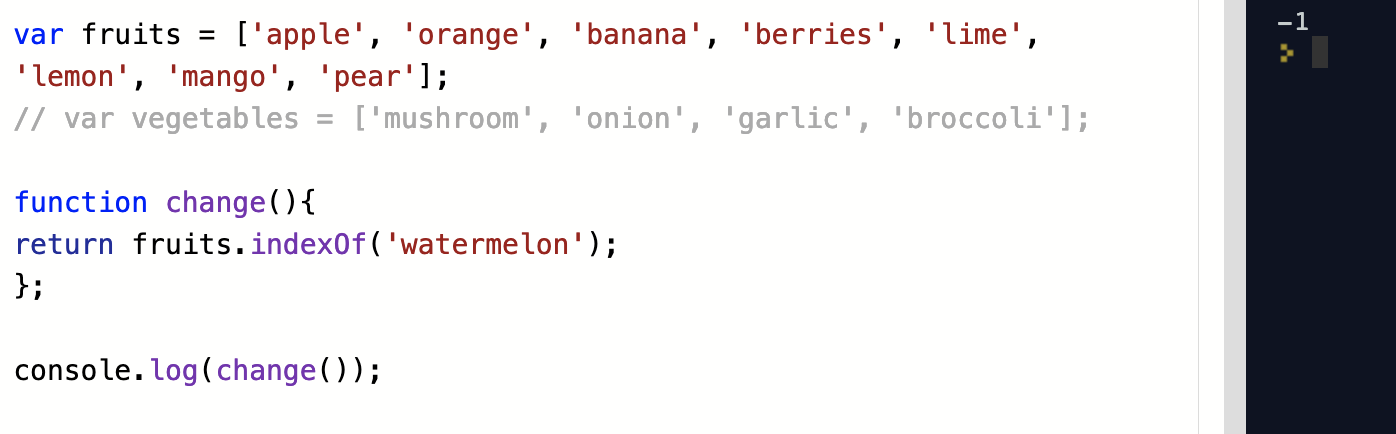 var fruits = ['apple', 'orange', 'banana', 'berries', 'lime',
'lemon', 'mango', 'pear'];
// var vegetables = ['mushroom', 'onion', 'garlic', 'broccoli'];
function change(){
return fruits.indexOf('watermelon');
};
console.log(change());
-1
>